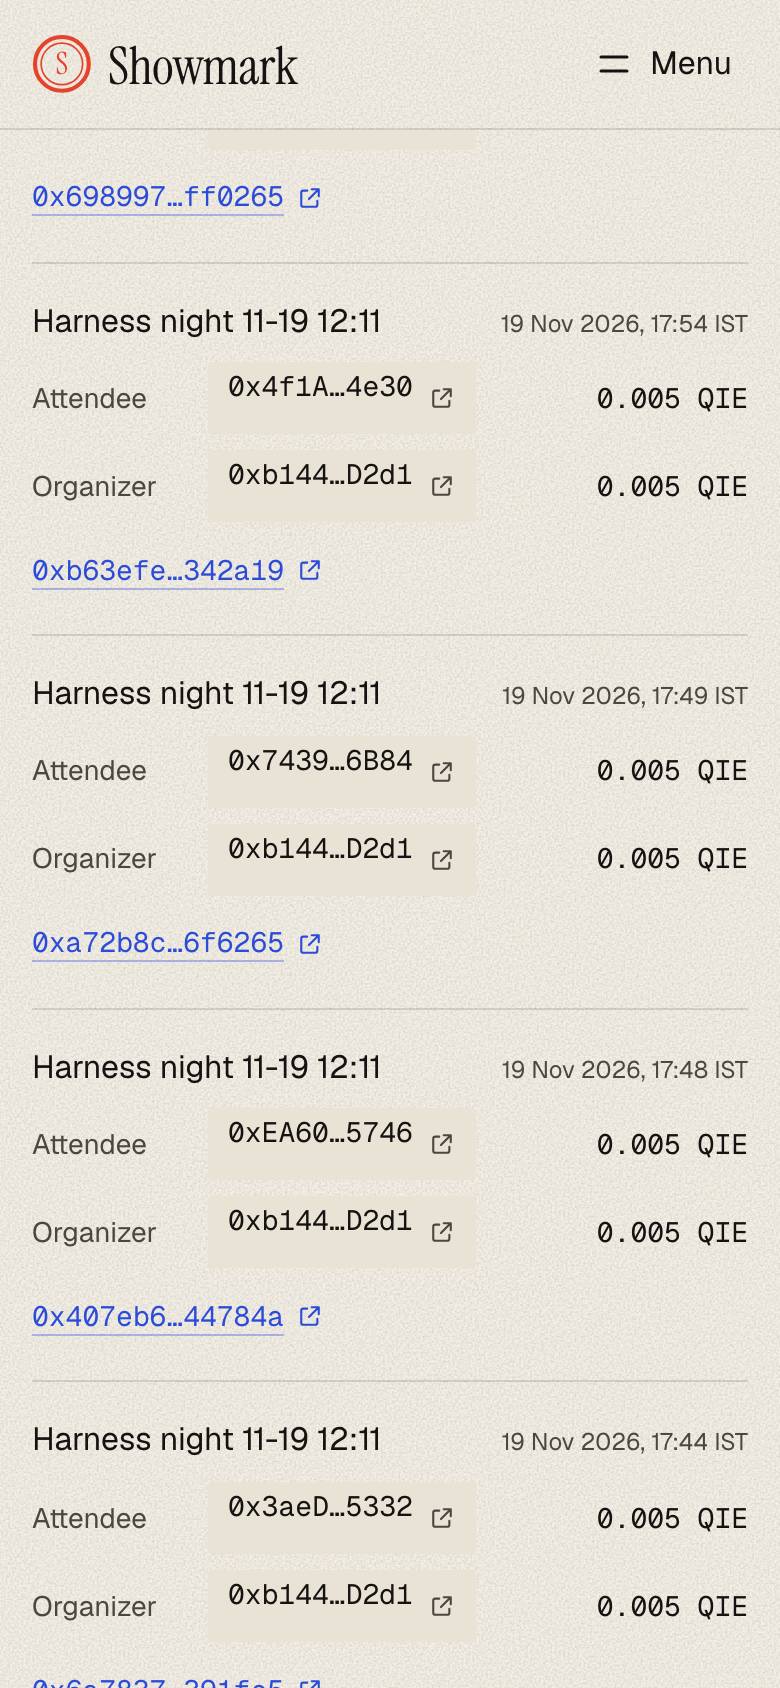 S Showmark Menu
0x698997…ff0265
Harness night 11-19 12:11 19 Nov 2026, 17:54 IST
Attendee 0x4f1A…4e30 0.005 QIE
Organizer 0xb144…D2d1 0.005 QIE
0xb63efe…342a19
Harness night 11-19 12:11 19 Nov 2026, 17:49 IST
Attendee 0x7439…6B84 0.005 QIE
Organizer 0xb144…D2d1 0.005 QIE
0xa72b8c…6f6265
Harness night 11-19 12:11 19 Nov 2026, 17:48 IST
Attendee 0xEA60…5746 0.005 QIE
Organizer 0xb144…D2d1 0.005 QIE
0x407eb6…44784a
Harness night 11-19 12:11 19 Nov 2026, 17:44 IST
Attendee 0x3aeD…5332 0.005 QIE
Organizer 0xb144…D2d1 0.005 QIE